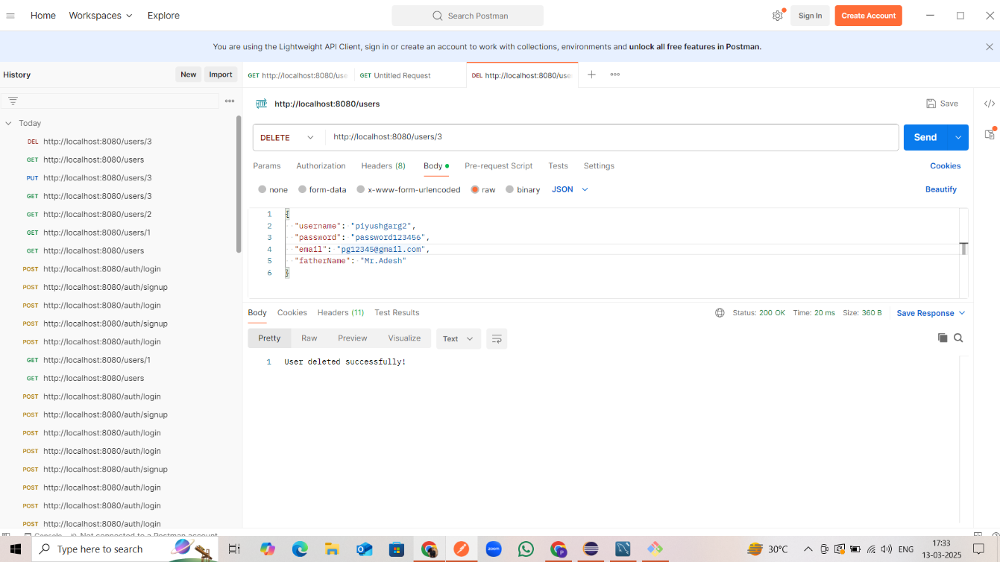 Home Workspaces Explore Search Postman Sign In Create Account
You are using the Lightweight API Client, sign in or create an account to work with collections, environments and unlock all free features in Postman.
History New Import GET http://localhost:8080/use GET Untitled Request DEL http://localhost:8080/use
HTTP http://localhost:8080/users Save
Today
DEL http://localhost:8080/users/3
GET http://localhost:8080/users
PUT http://localhost:8080/users/3
GET http://localhost:8080/users/3
GET http://localhost:8080/users/2
GET http://localhost:8080/users/1
GET http://localhost:8080/users
POST http://localhost:8080/auth/login
POST http://localhost:8080/auth/signup
POST http://localhost:8080/auth/login
POST http://localhost:8080/auth/signup
POST http://localhost:8080/auth/login
GET http://localhost:8080/users/1
GET http://localhost:8080/users
POST http://localhost:8080/auth/login
POST http://localhost:8080/auth/signup
POST http://localhost:8080/auth/login
POST http://localhost:8080/auth/login
POST http://localhost:8080/auth/signup
POST http://localhost:8080/auth/login
POST http://localhost:8080/auth/login
POST http://localhost:8080/auth/login
DELETE http://localhost:8080/users/3 Send
Params Authorization Headers (8) Body Pre-request Script Tests Settings Cookies
none form-data x-www-form-urlencoded raw binary JSON Beautify
1 {
2 "username": "piyushgarg2",
3 "password": "password123456",
4 "email": "pg12345@gmail.com",
5 "fatherName": "Mr.Adesh"
6 }
Body Cookies Headers (11) Test Results Status: 200 OK Time: 20 ms Size: 360 B Save Response
Pretty Raw Preview Visualize Text
1 User deleted successfully!
Console Not connected to a Postman account
Type here to search zoom P 30°C ENG 17:33
13-03-2025